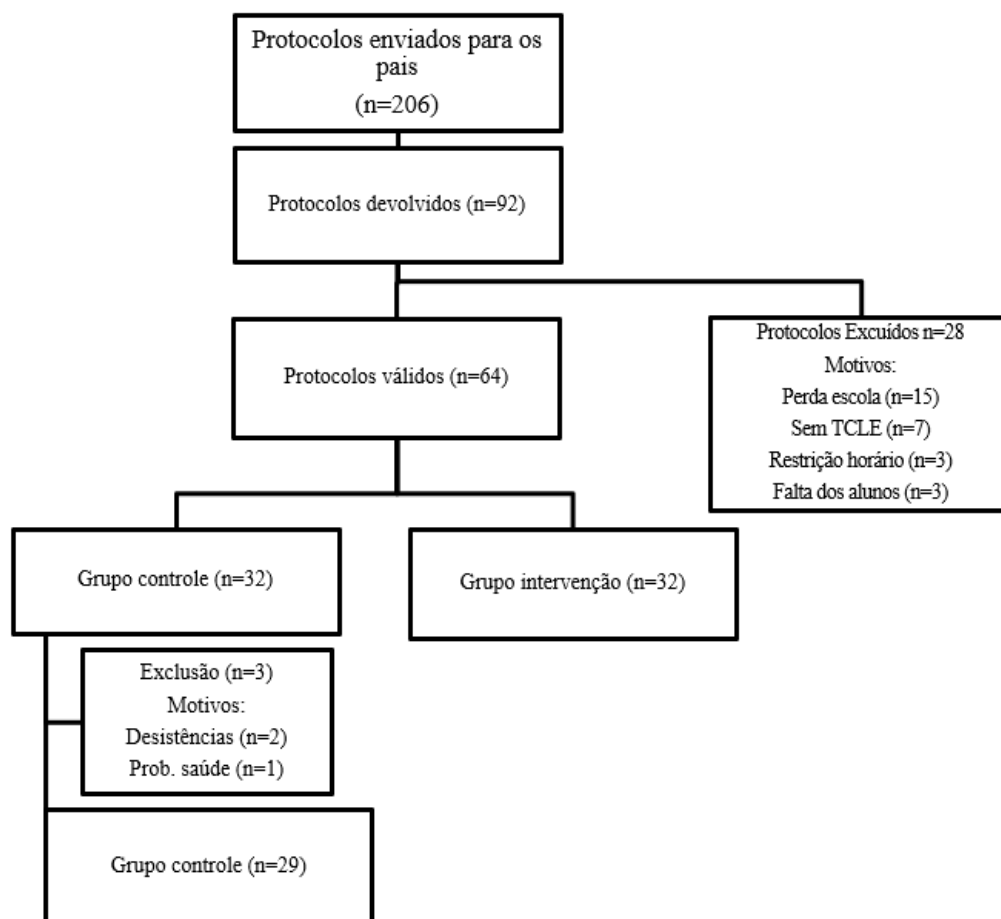 Protocolos enviados para os
pais
(n=206)
Protocolos devolvidos (n=92)
Protocolos válidos (n=64)
Protocolos Excuídos n=28
Motivos:
Perda escola (n=15)
Sem TCLE (n=7)
Restrição horário (n=3)
Falta dos alunos (n=3)
Grupo controle (n=32)
Grupo intervenção (n=32)
Exclusão (n=3)
Motivos:
Desistências (n=2)
Prob. saúde (n=1)
Grupo controle (n=29)